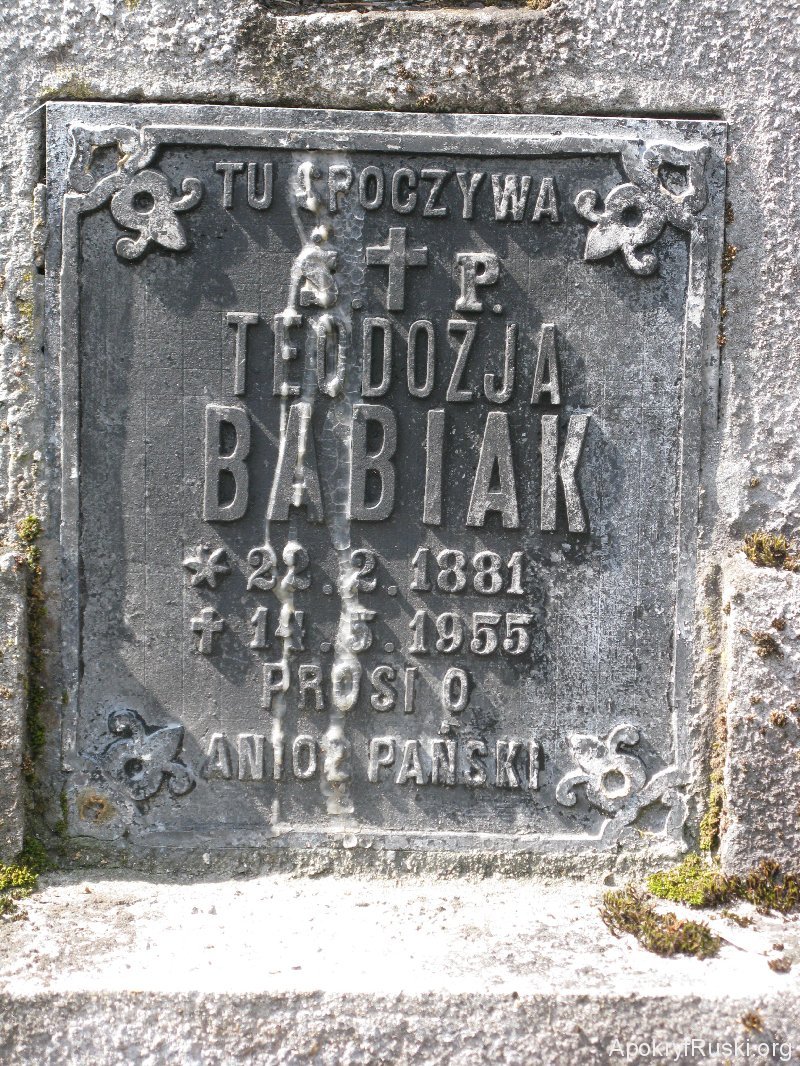 TU SPOCZYWA
Ś. † P.
TEODOZJA
BABIAK
* 22.2.1881
† 14.5.1955
PROSI O
ANIOŁ PAŃSKI
ApokryfRuski.org